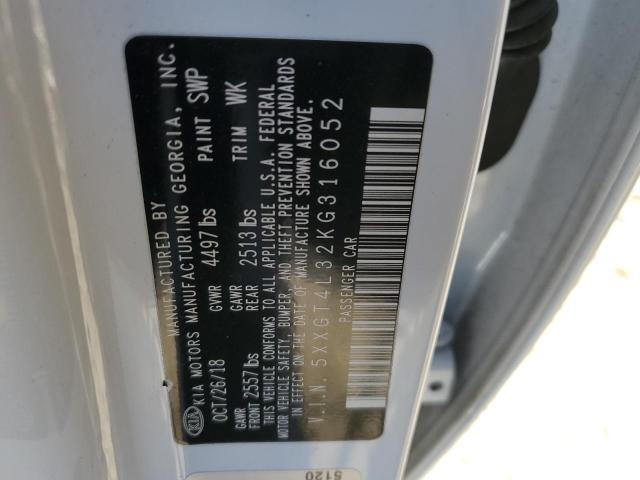 MANUFACTURED BY
KIA KIA MOTORS MANUFACTURING GEORGIA, INC.
OCT/26/18 GVWR 4497 lbs PAINT SWP
GAWR FRONT 2557 lbs GAWR REAR 2513 lbs TRIM WK
THIS VEHICLE CONFORMS TO ALL APPLICABLE U.S.A. FEDERAL
MOTOR VEHICLE SAFETY, BUMPER, AND THEFT PREVENTION STANDARDS
IN EFFECT ON THE DATE OF MANUFACTURE SHOWN ABOVE.
V.I.N. 5XXGT4L32KG316052
PASSENGER CAR
5120